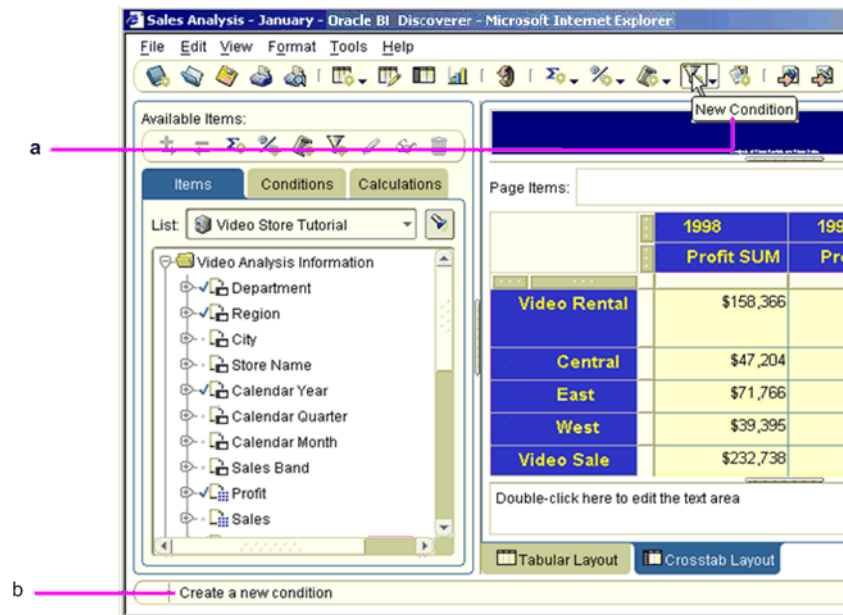 Sales Analysis - January - Oracle BI Discoverer - Microsoft Internet Explorer
File Edit View Format Tools Help
New Condition
Available Items:
a
Items Conditions Calculations
Page Items:
List: Video Store Tutorial
1998 199
Profit SUM Pr
Video Analysis Information
Department
Region
City
Store Name
Calendar Year
Calendar Quarter
Calendar Month
Sales Band
Profit
Sales
Video Rental $158,366
Central $47,204
East $71,766
West $39,395
Video Sale $232,738
Double-click here to edit the text area
Tabular Layout Crosstab Layout
b
Create a new condition